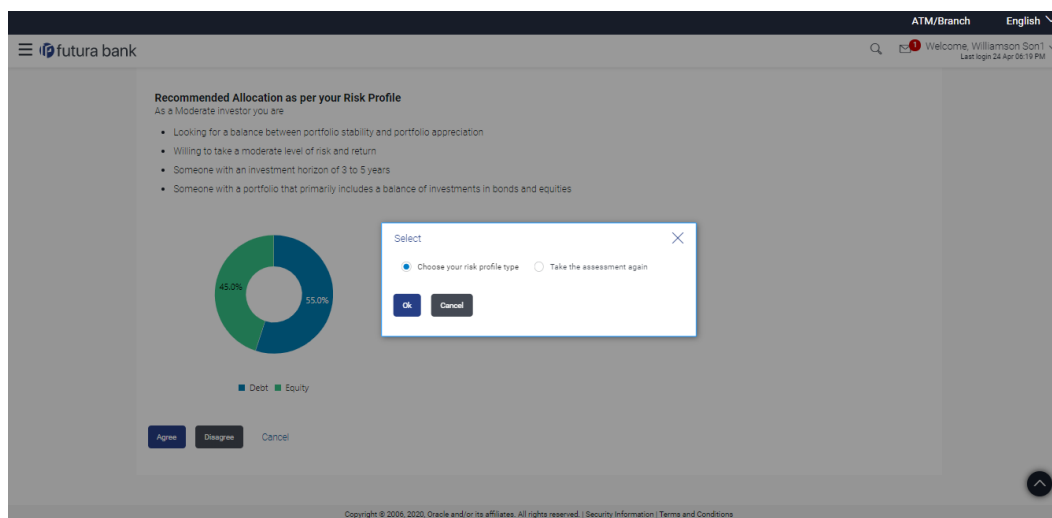 ATM/Branch English
futura bank
1 Welcome, Williamson Son1
Last login 24 Apr 06:19 PM
Recommended Allocation as per your Risk Profile
As a Moderate investor you are
• Looking for a balance between portfolio stability and portfolio appreciation
• Willing to take a moderate level of risk and return
• Someone with an investment horizon of 3 to 5 years
• Someone with a portfolio that primarily includes a balance of investments in bonds and equities
Select
Choose your risk profile type Take the assessment again
Ok Cancel
45.0%
55.0%
Debt Equity
Agree Disagree Cancel
Copyright © 2006, 2020, Oracle and/or its affiliates. All rights reserved. | Security Information | Terms and Conditions